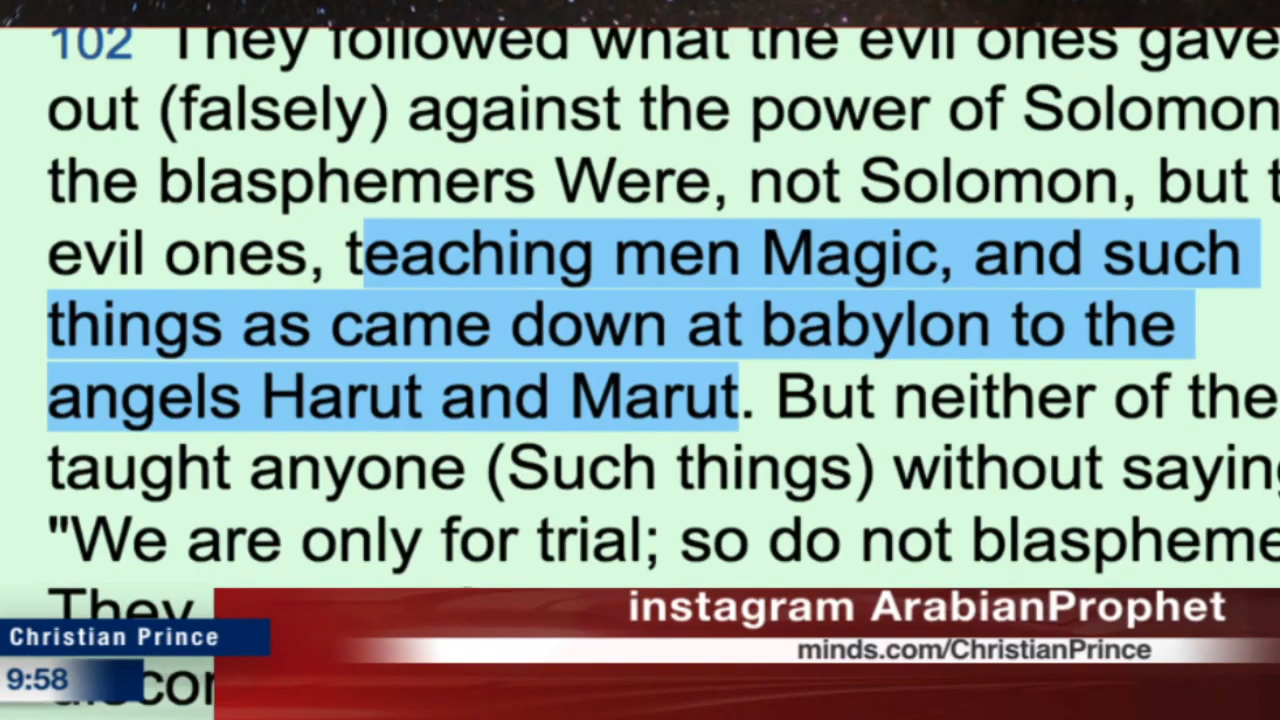 102 They followed what the evil ones gave
out (falsely) against the power of Solomon
the blasphemers Were, not Solomon, but
evil ones, teaching men Magic, and such
things as came down at babylon to the
angels Harut and Marut. But neither of
taught anyone (Such things) without
"We are only for trial; so do not blaspheme
They
instagram ArabianProphet
Christian Prince
minds.com/ChristianPrince
9:58